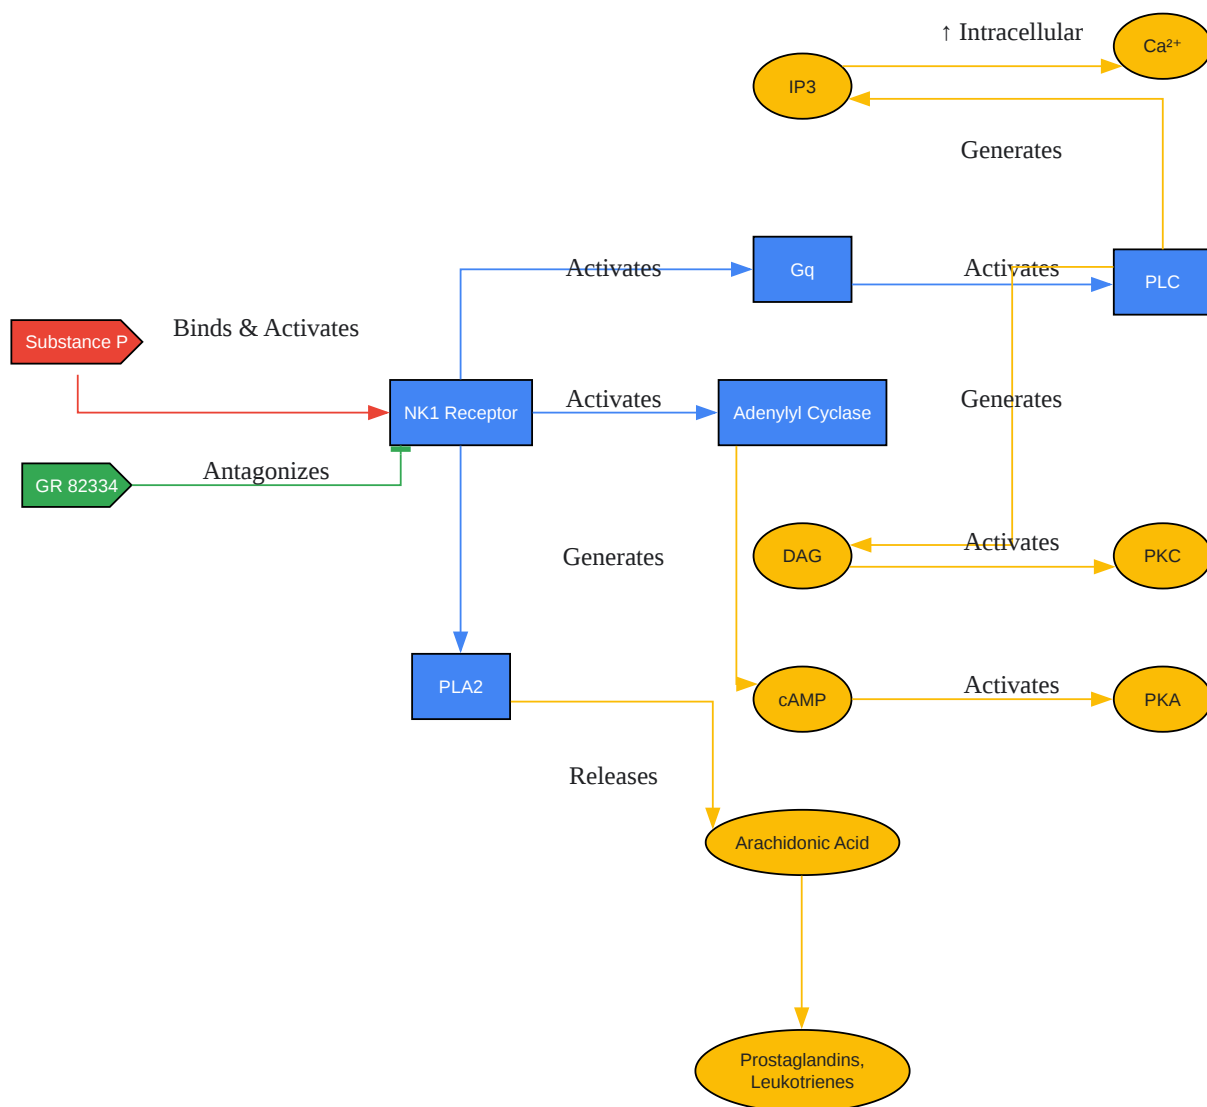 ↑ Intracellular
Ca²⁺
IP3
Generates
Activates
Gq
Activates
PLC
Substance P
Binds & Activates
NK1 Receptor
Activates
Adenylyl Cyclase
Generates
GR 82334
Antagonizes
Generates
DAG
Activates
PKC
PLA2
cAMP
Activates
PKA
Releases
Arachidonic Acid
Prostaglandins,
Leukotrienes